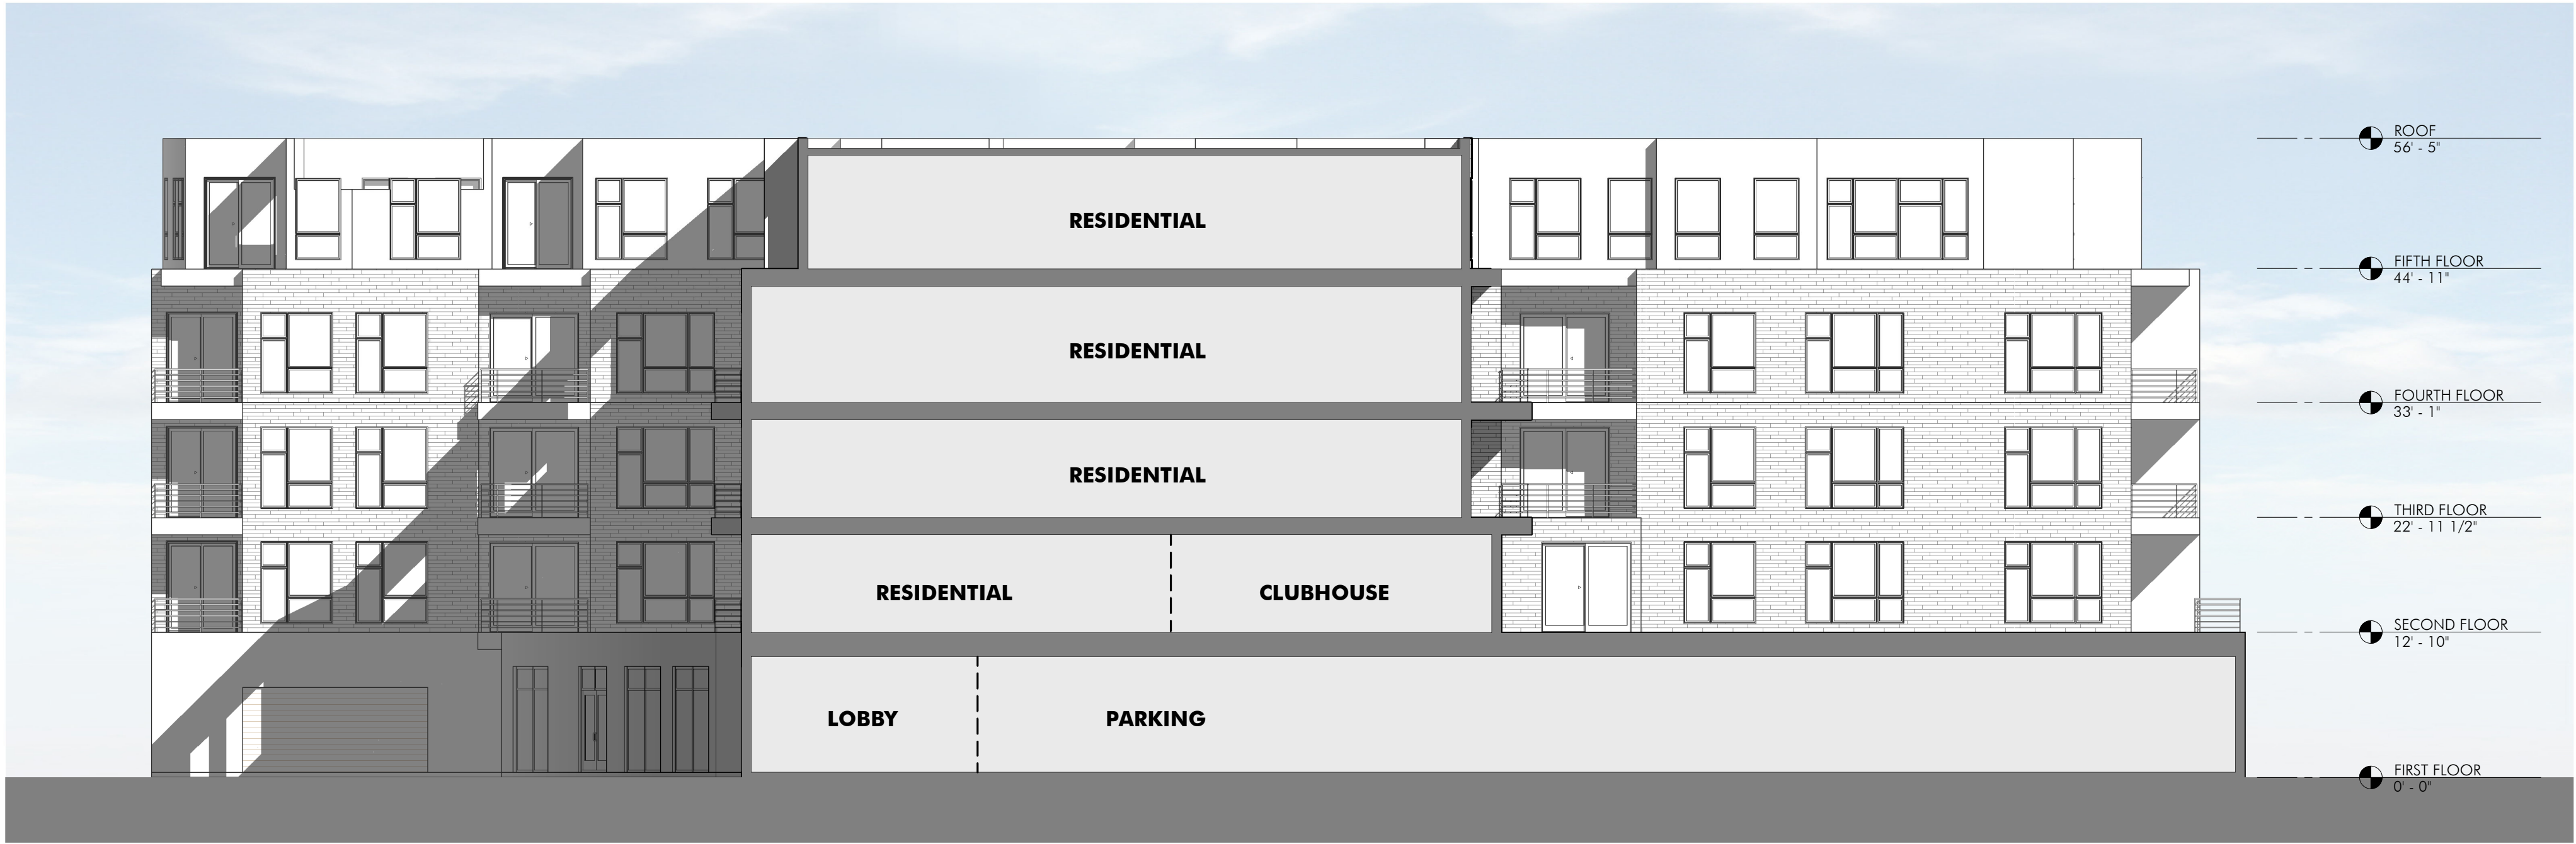 ROOF
56' - 5"
RESIDENTIAL
FIFTH FLOOR
44' - 11"
RESIDENTIAL
FOURTH FLOOR
33' - 1"
RESIDENTIAL
THIRD FLOOR
22' - 11 1/2"
RESIDENTIAL
CLUBHOUSE
SECOND FLOOR
12' - 10"
LOBBY
PARKING
FIRST FLOOR
0' - 0"